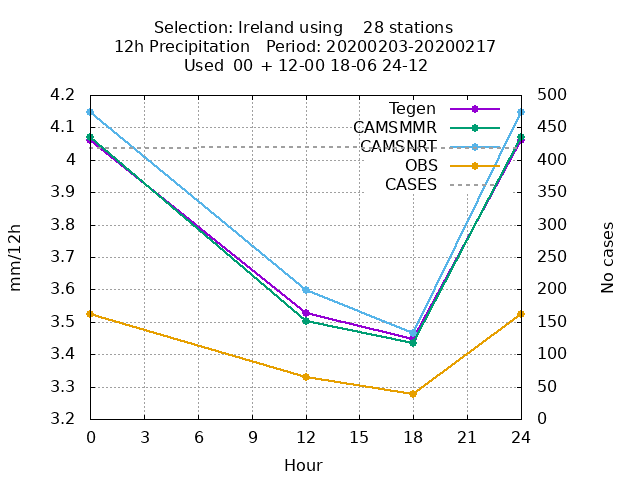 Selection: Ireland using    28 stations
12h Precipitation   Period: 20200203-20200217
Used  00 + 12-00 18-06 24-12
4.2
4.1
4
3.9
3.8
3.7
3.6
3.5
3.4
3.3
3.2
mm/12h
Tegen
CAMSMMR
CAMSNRT
OBS
CASES
500
450
400
350
300
250
200
150
100
50
0
No cases
0 3 6 9 12 15 18 21 24
Hour